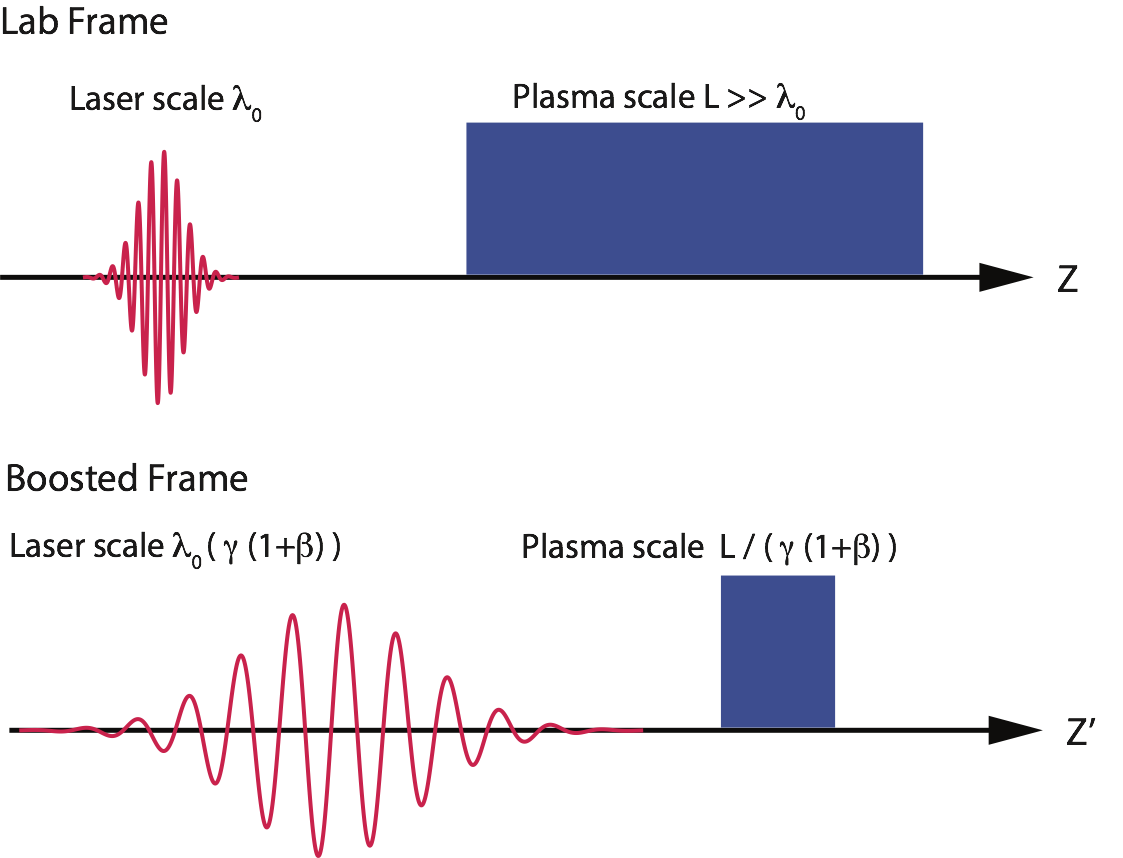 Lab Frame
Laser scale λ₀
Plasma scale L >> λ₀
Z
Boosted Frame
Laser scale λ₀ ( γ (1+β) )
Plasma scale L / ( γ (1+β) )
Z’